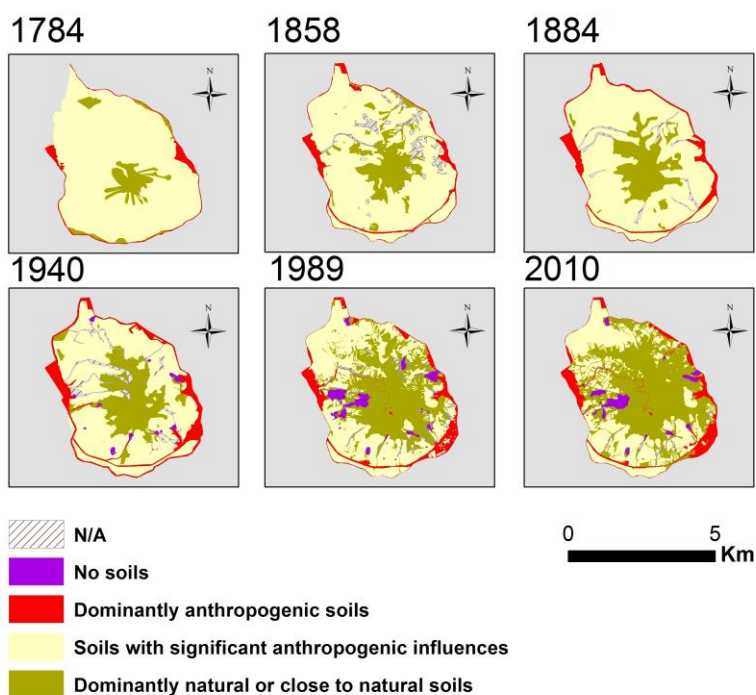 1784 1858 1884
N
N
N
1940 1989 2010
N
N
N
N/A
No soils
Dominantly anthropogenic soils
Soils with significant anthropogenic influences
Dominantly natural or close to natural soils
0 5
Km